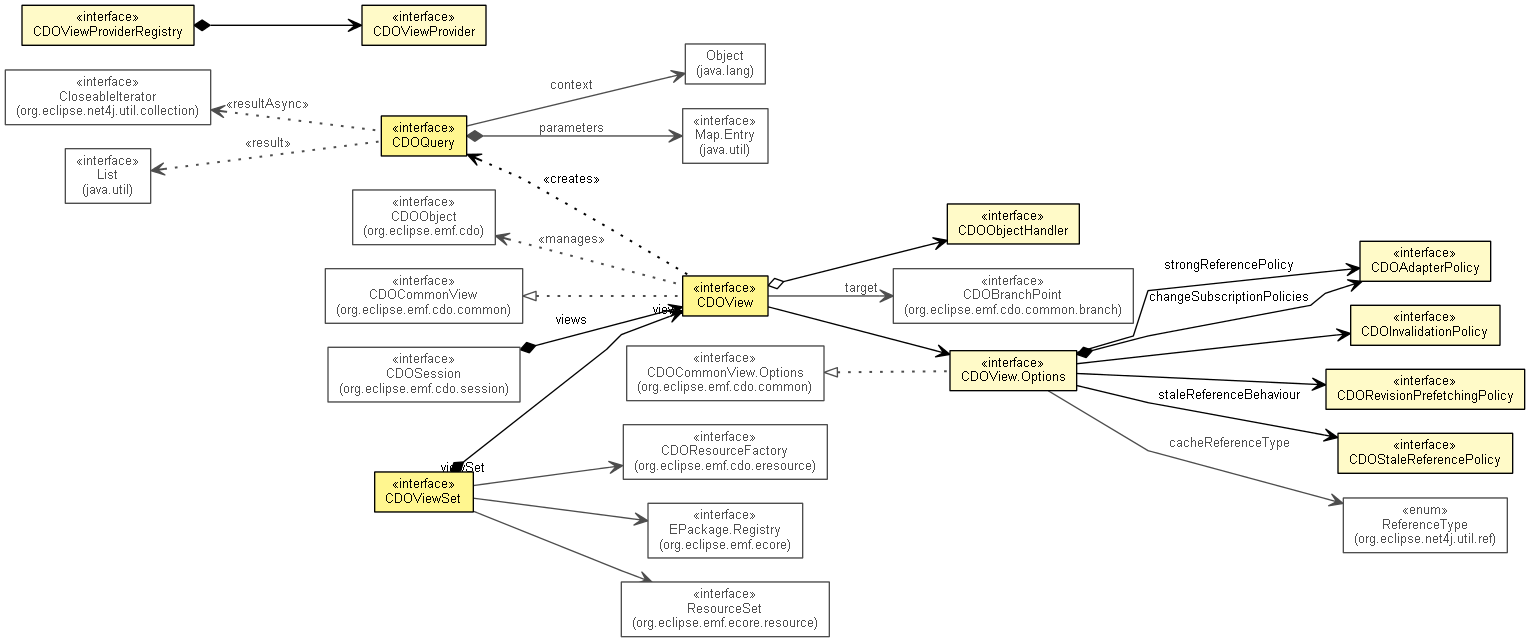 «interface»
CDOViewProviderRegistry
«interface»
CDOViewProvider
Object
(java.lang)
context
«interface»
CloseableIterator
(org.eclipse.net4j.util.collection)
«resultAsync»
«interface»
CDOQuery
parameters
«interface»
Map.Entry
(java.util)
«result»
«interface»
List
(java.util)
«creates»
«interface»
CDOObject
(org.eclipse.emf.cdo)
«manages»
«interface»
CDOObjectHandler
«interface»
CDOCommonView
(org.eclipse.emf.cdo.common)
«interface»
CDOView
target
«interface»
CDOBranchPoint
(org.eclipse.emf.cdo.common.branch)
strongReferencePolicy
changeSubscriptionPolicies
«interface»
CDOAdapterPolicy
views
views
«interface»
CDOInvalidationPolicy
«interface»
CDOSession
(org.eclipse.emf.cdo.session)
«interface»
CDOCommonView.Options
(org.eclipse.emf.cdo.common)
«interface»
CDOView.Options
«interface»
CDORevisionPrefetchingPolicy
staleReferenceBehaviour
«interface»
CDOStaleReferencePolicy
cacheReferenceType
«interface»
CDOResourceFactory
(org.eclipse.emf.cdo.eresource)
viewSet
«interface»
CDOViewSet
«interface»
EPackage.Registry
(org.eclipse.emf.ecore)
«enum»
ReferenceType
(org.eclipse.net4j.util.ref)
«interface»
ResourceSet
(org.eclipse.emf.ecore.resource)